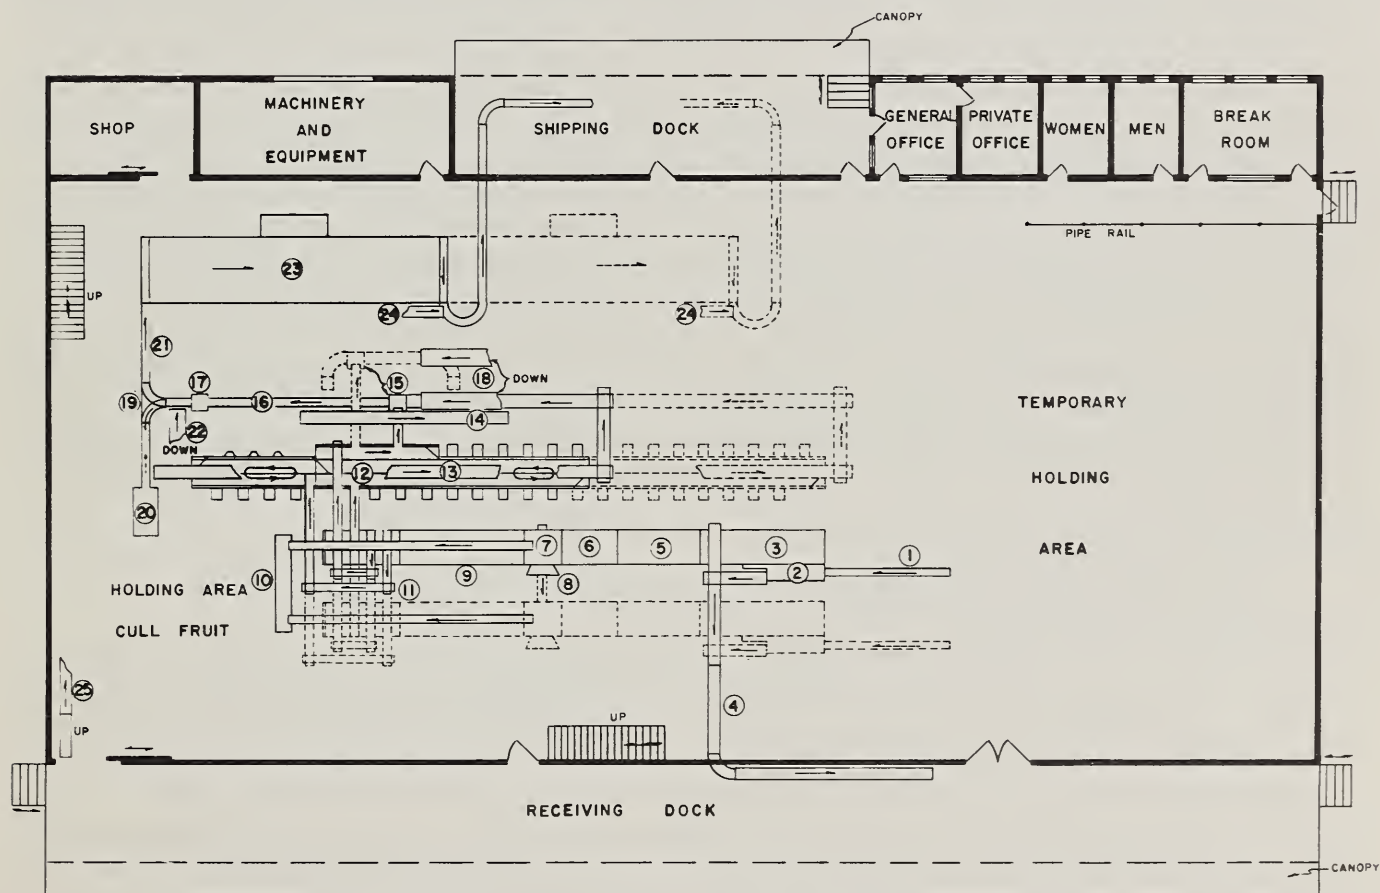 CANOPY
SHOP
MACHINERY
AND
EQUIPMENT
SHIPPING DOCK
GENERAL
OFFICE
PRIVATE
OFFICE
WOMEN
MEN
BREAK
ROOM
PIPE RAIL
UP
23
24
24
21
17
15
18
DOWN
19
16
14
22
DOWN
TEMPORARY
HOLDING
AREA
12
13
20
7
6
5
3
1
2
10
9
8
11
HOLDING AREA
CULL FRUIT
25
UP
4
UP
RECEIVING DOCK
CANOPY